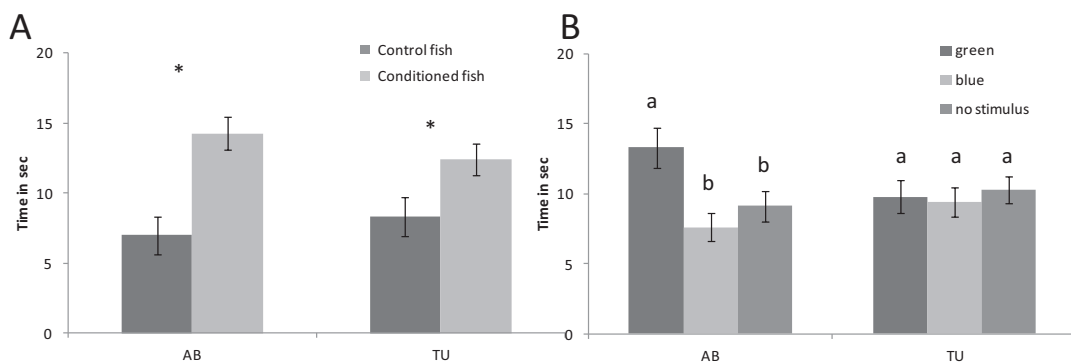 A
Time in sec
20
15
10
5
0
*
*
Control fish
Conditioned fish
AB
TU
B
Time in sec
20
15
10
5
0
a
b
b
a
a
a
green
blue
no stimulus
AB
TU